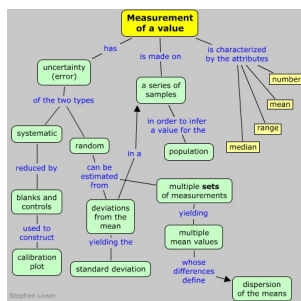 Measurement
of a value
has
is made on
is characterized
by the attributes
uncertainty
(error)
a series of
samples
number
mean
range
median
of the two types
in order to infer
a value for the
systematic
random
in a
population
reduced by
can be
estimated
from
blanks and
controls
deviations
from the
mean
multiple sets
of measurements
used to
construct
yielding the
yielding
calibration
plot
standard deviation
multiple
mean values
whose
differences
define
dispersion
of the means
Stephen Lower